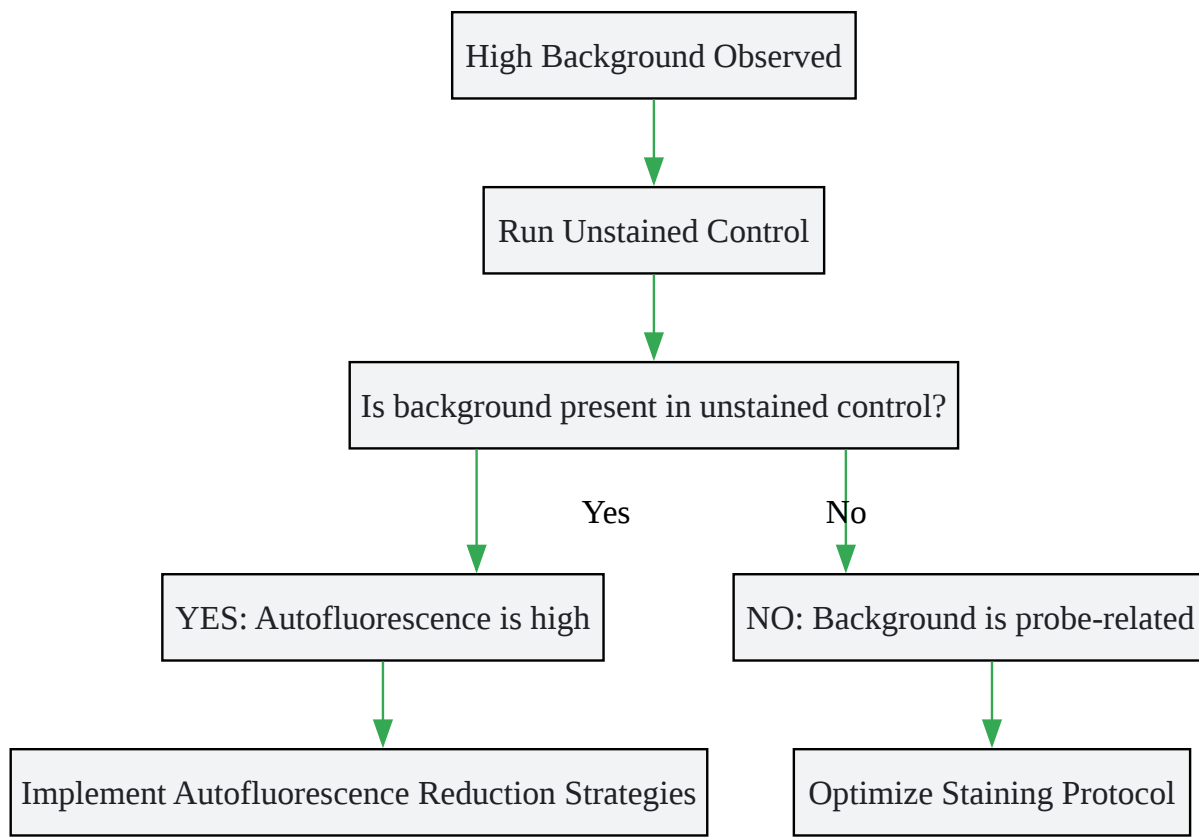 High Background Observed
Run Unstained Control
Is background present in unstained control?
Yes
No
YES: Autofluorescence is high
NO: Background is probe-related
Implement Autofluorescence Reduction Strategies
Optimize Staining Protocol